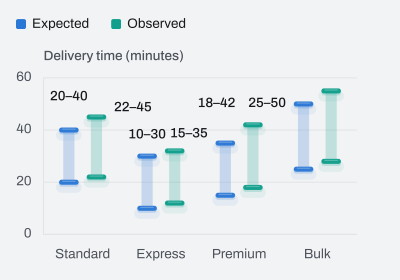 Expected Observed
Delivery time (minutes)
60
20–40
22–45
18–42 25–50
40
10–30 15–35
20
0
Standard Express Premium Bulk